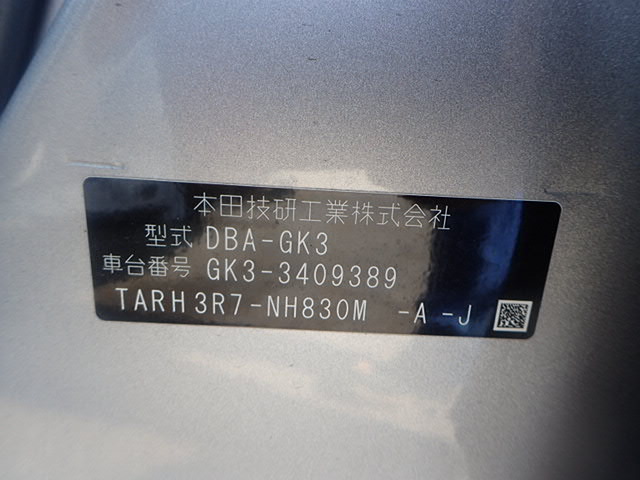 本田技研工業株式会社
型式 DBA-GK3
車台番号 GK3-3409389
TARH3R7-NH830M -A-J